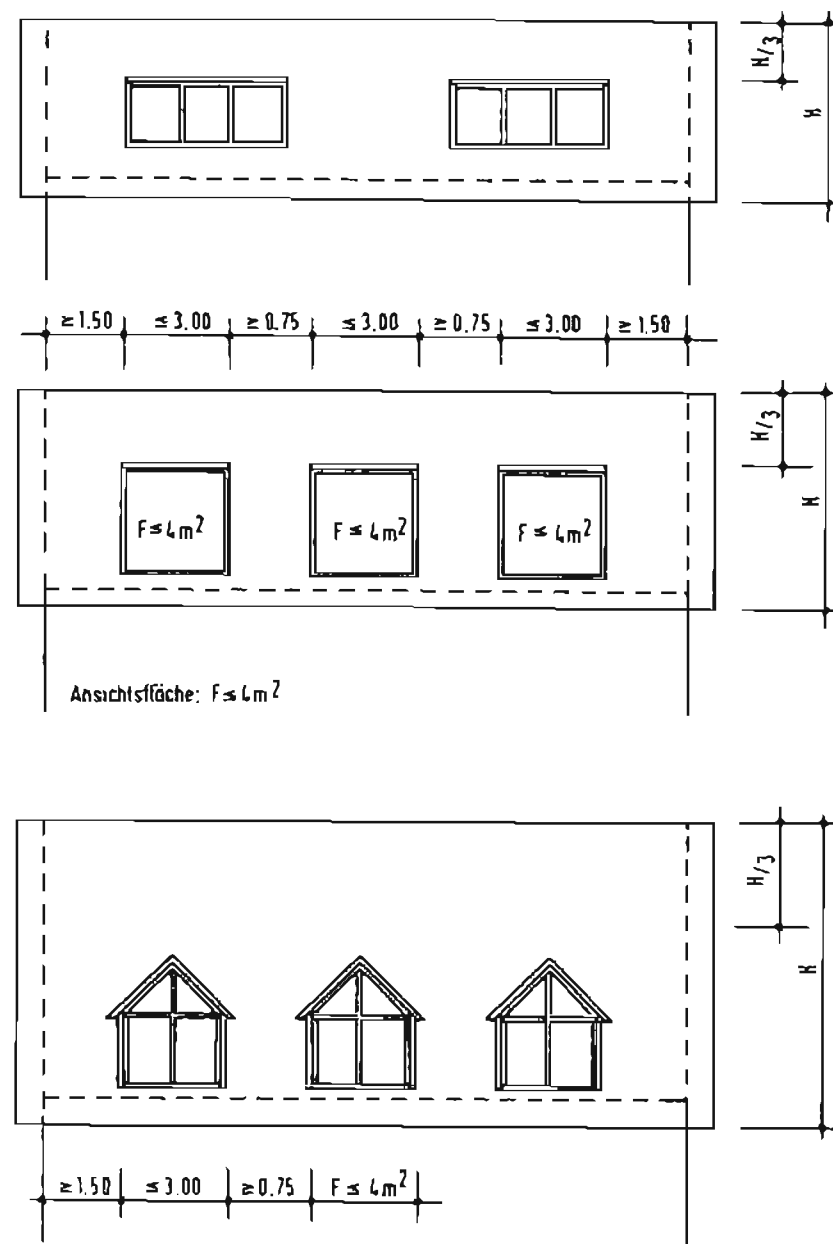 H/3
H
≥1.50 ≤3.00 ≥0.75 ≤3.00 ≥0.75 ≤3.00 ≥1.50
H/3
H
F≤4m² F≤4m² F≤4m²
Ansichtsfläche: F≤4m²
H/3
H
≥1.50 ≤3.00 ≥0.75 F≤4m²